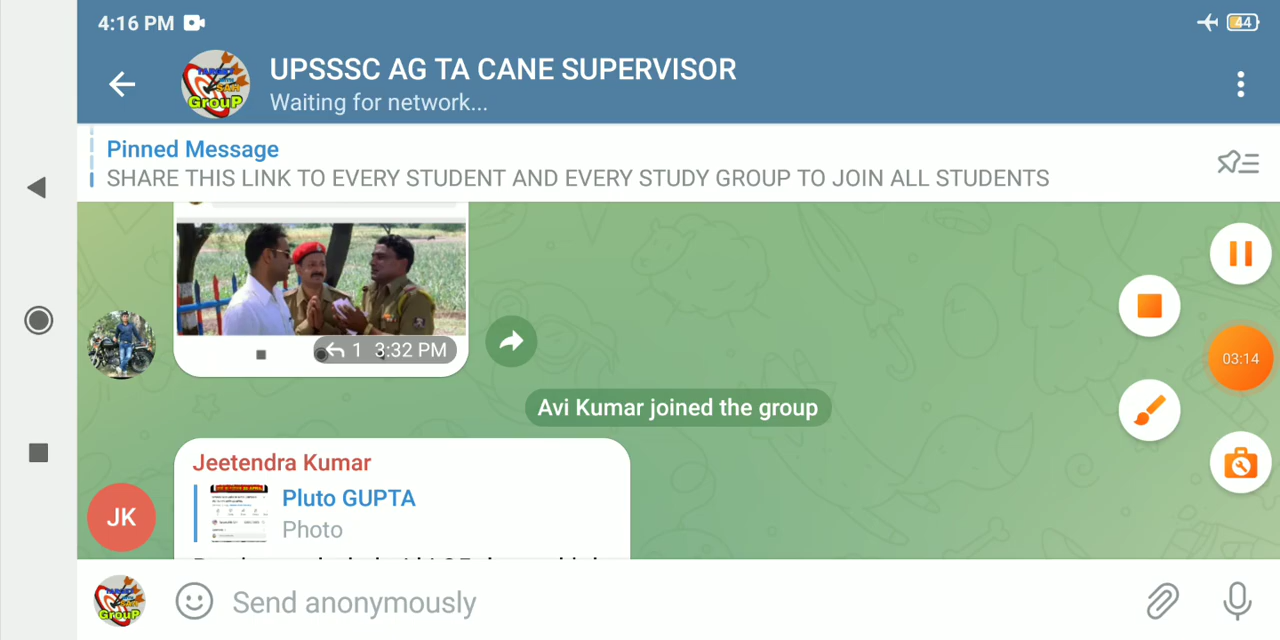 4:16 PM
44
UPSSSC AG TA CANE SUPERVISOR
Waiting for network...
Pinned Message
SHARE THIS LINK TO EVERY STUDENT AND EVERY STUDY GROUP TO JOIN ALL STUDENTS
1 3:32 PM
03:14
Avi Kumar joined the group
Jeetendra Kumar
JK
Pluto GUPTA
Photo
Send anonymously